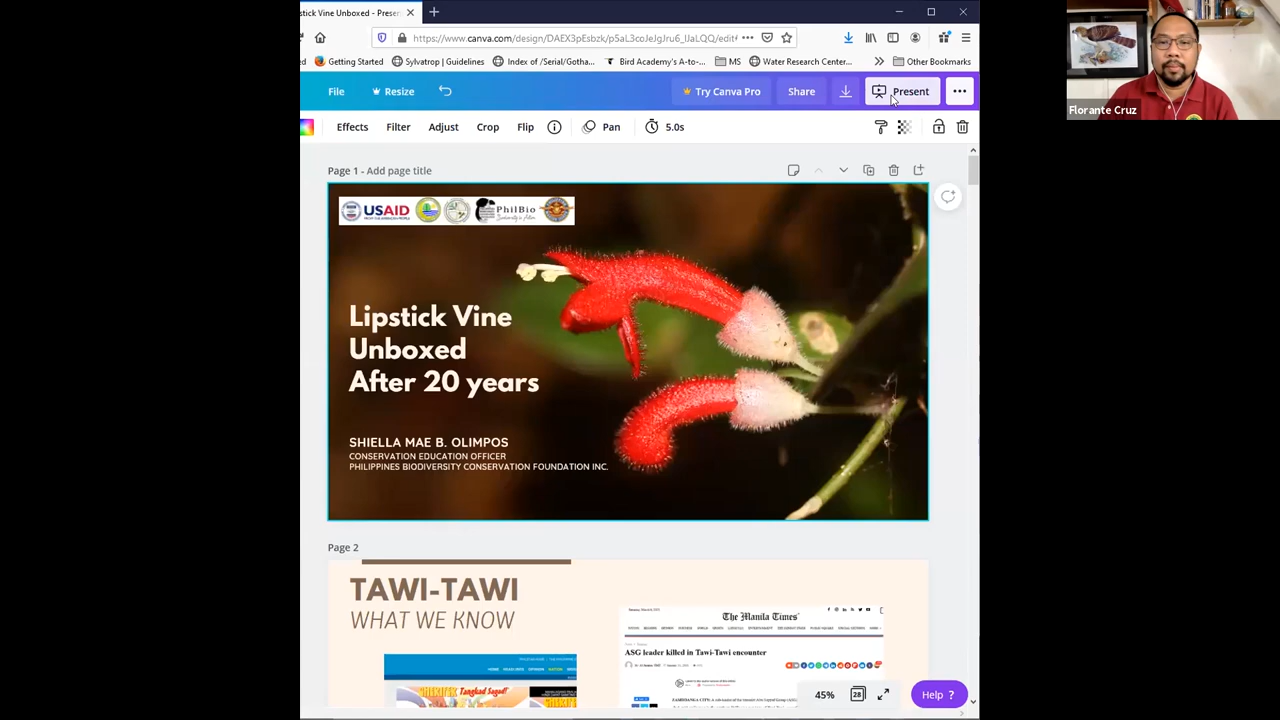 stick Vine Unboxed - Presen
https://www.canva.com/design/DAEX3pEsbzk/p5aL3coJeJgJru6_lJaLQQ/edit#
Getting Started
Sylvatrop | Guidelines
Index of /Serial/Gotha...
Bird Academy's A-to-...
MS
Water Research Center...
Other Bookmarks
File
Resize
Try Canva Pro
Share
Present
Effects
Filter
Adjust
Crop
Flip
Pan
5.0s
Florante Cruz
Page 1 - Add page title
USAID
PhilBio
Lipstick Vine
Unboxed
After 20 years
SHIELLA MAE B. OLIMPOS
CONSERVATION EDUCATION OFFICER
PHILIPPINES BIODIVERSITY CONSERVATION FOUNDATION INC.
Page 2
TAWI-TAWI
WHAT WE KNOW
The Manila Times
ASG leader killed in Tawi-Tawi encounter
45%
28
Help ?